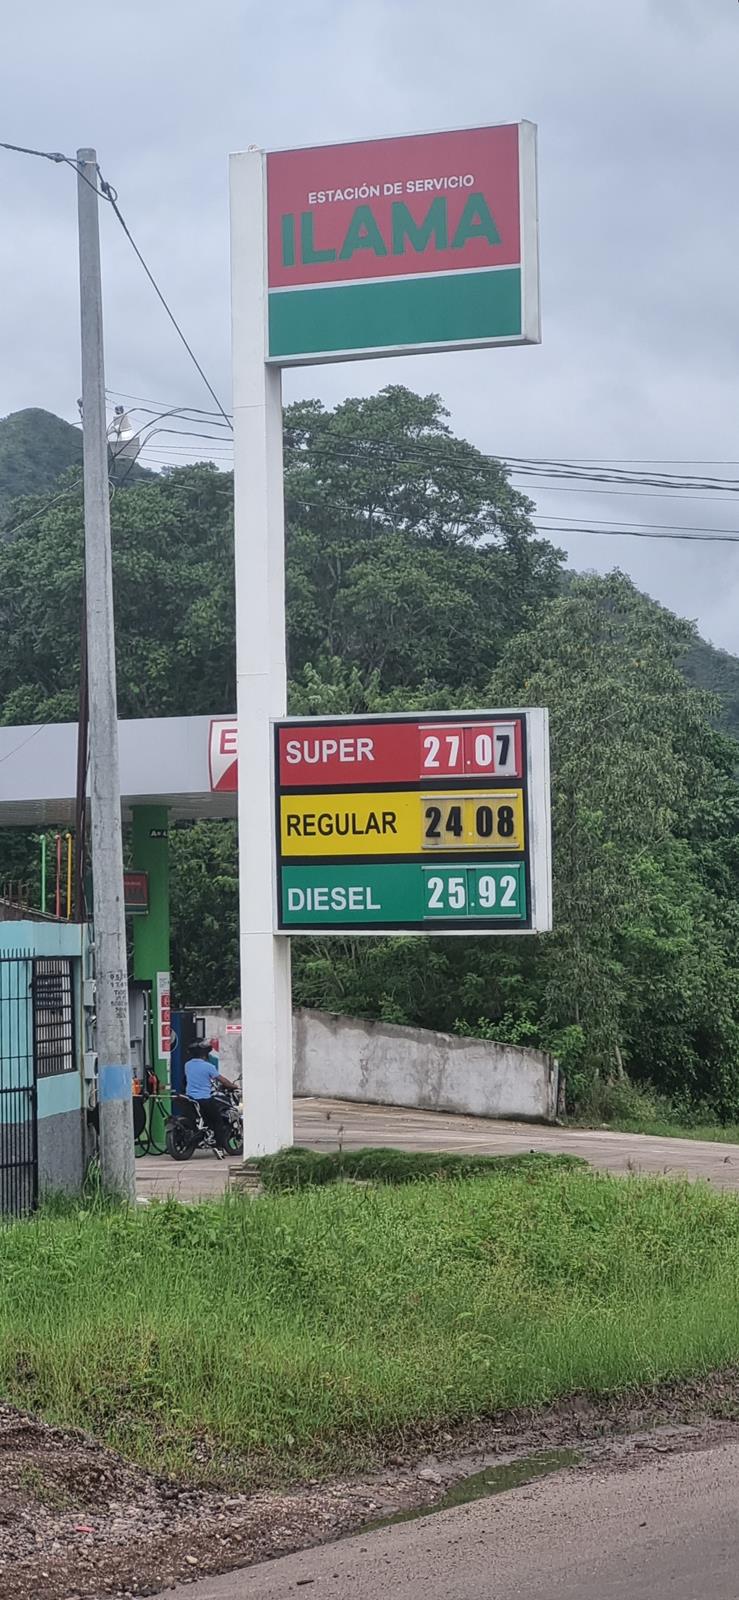 ESTACIÓN DE SERVICIO
ILAMA
E
SUPER 27.07
REGULAR 24.08
DIESEL 25.92